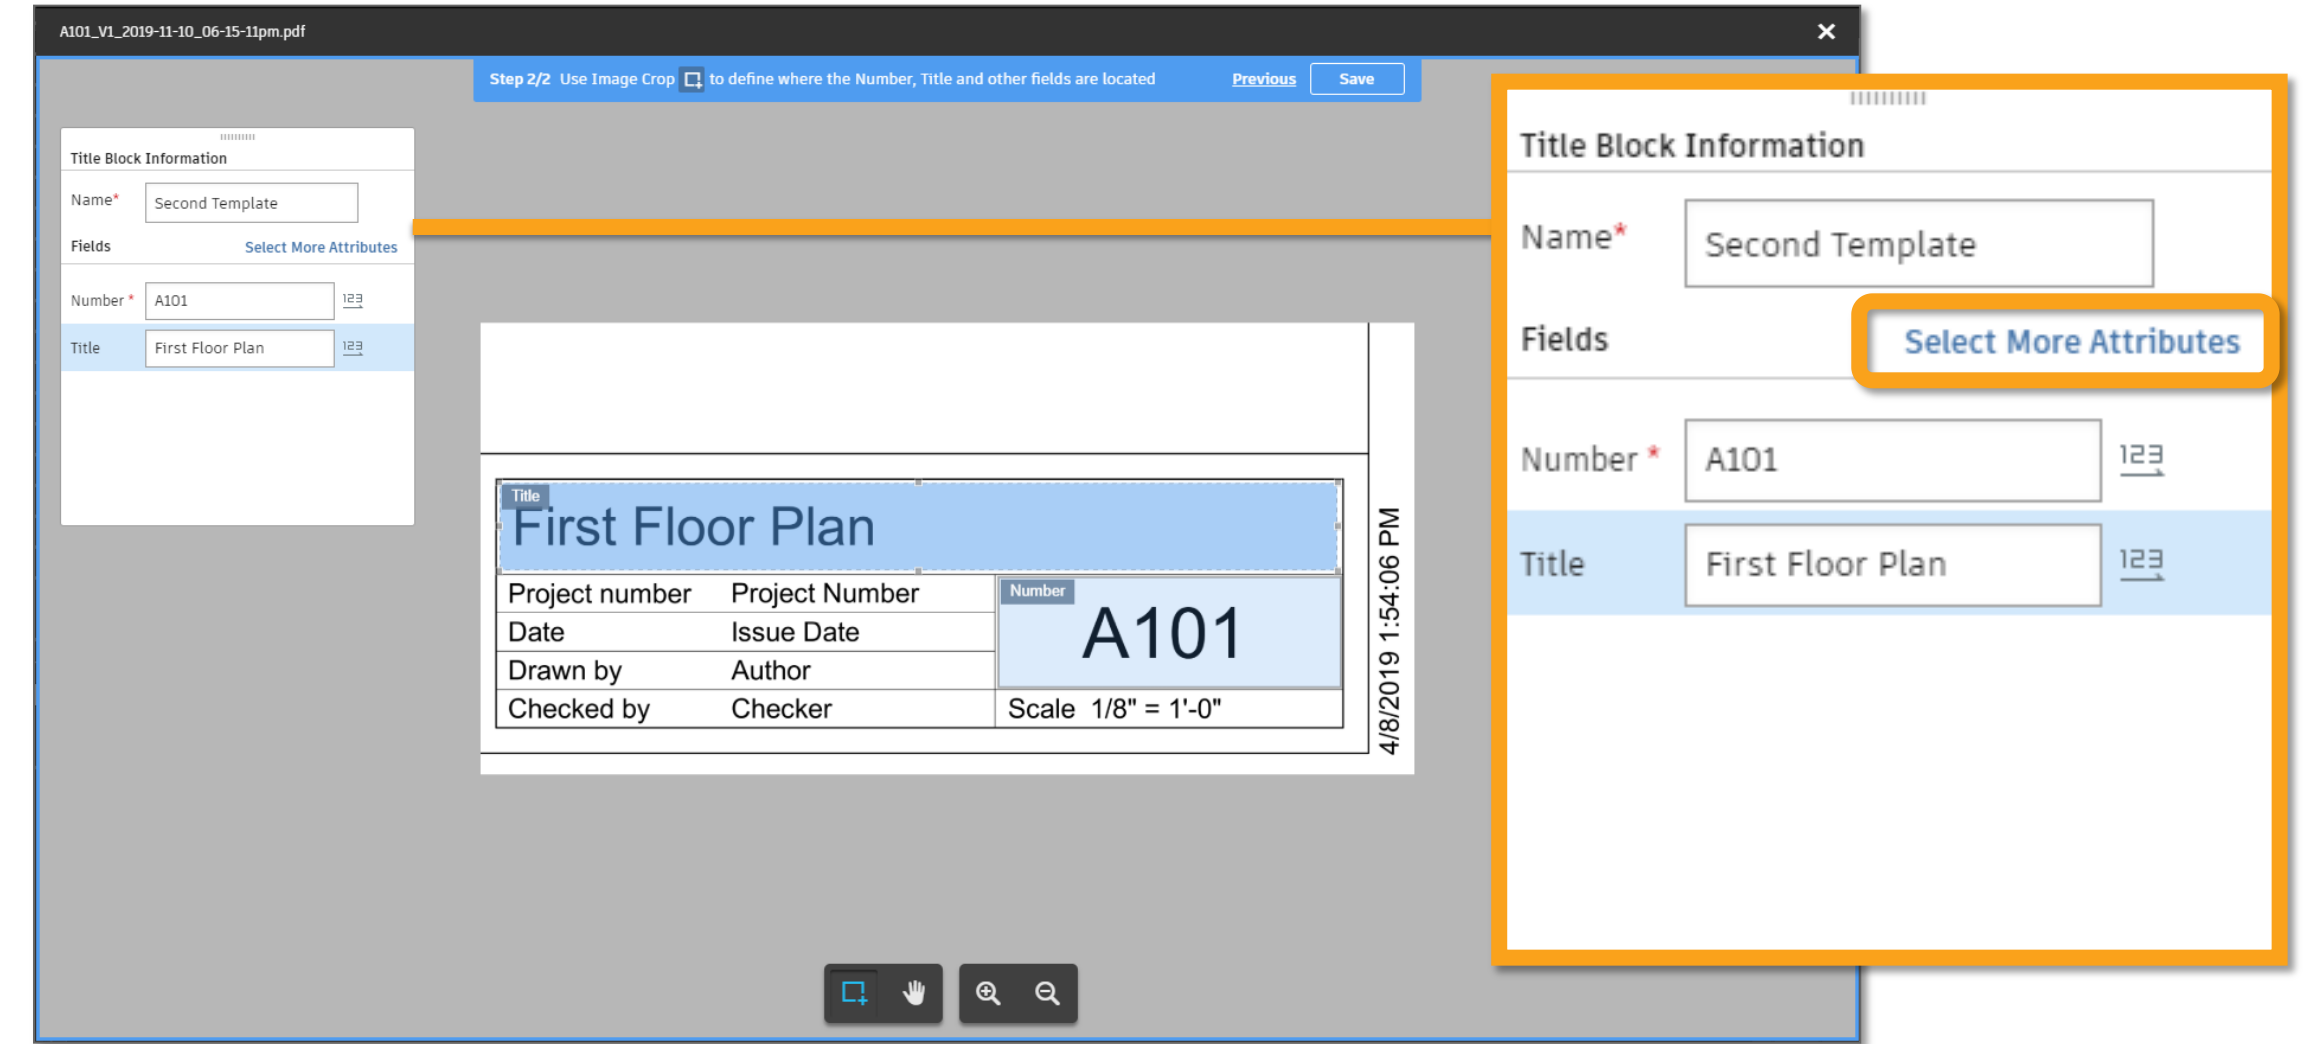 A101_V1_2019-11-10_06-15-11pm.pdf
Step 2/2 Use Image Crop to define where the Number, Title and other fields are located
Previous
Save
Title Block Information
Name* Second Template
Fields Select More Attributes
Number * A101 123
Title First Floor Plan 123
Title
First Floor Plan
Project number Project Number
Date Issue Date
Drawn by Author
Checked by Checker
Number
A101
Scale 1/8" = 1'-0"
4/8/2019 1:54:06 PM
Title Block Information
Name* Second Template
Fields Select More Attributes
Number * A101 123
Title First Floor Plan 123